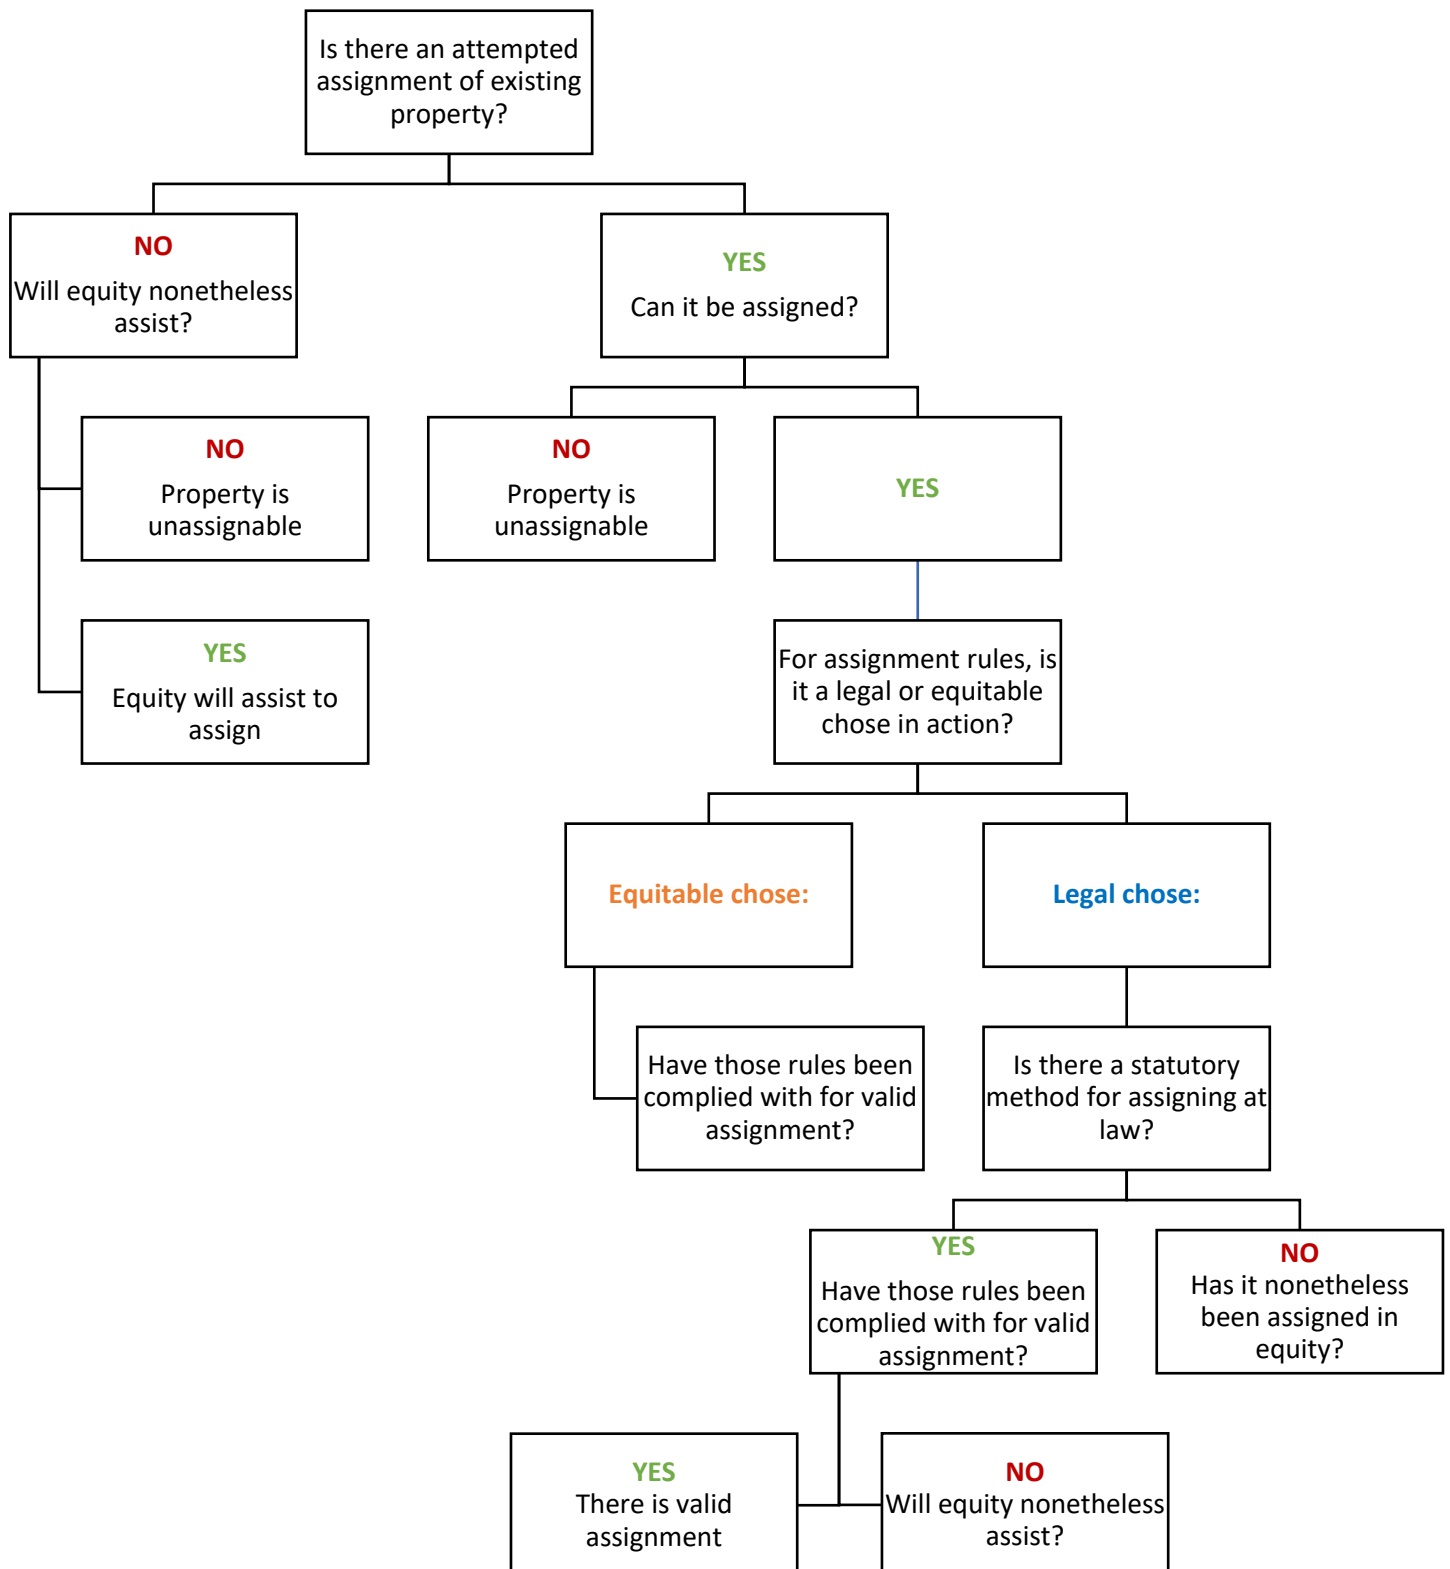 Is there an attempted
assignment of existing
property?
NO
Will equity nonetheless
assist?
YES
Can it be assigned?
NO
Property is
unassignable
NO
Property is
unassignable
YES
YES
Equity will assist to
assign
For assignment rules, is
it a legal or equitable
chose in action?
Equitable chose:
Legal chose:
Have those rules been
complied with for valid
assignment?
Is there a statutory
method for assigning at
law?
YES
Have those rules been
complied with for valid
assignment?
NO
Has it nonetheless
been assigned in
equity?
YES
There is valid
assignment
NO
Will equity nonetheless
assist?